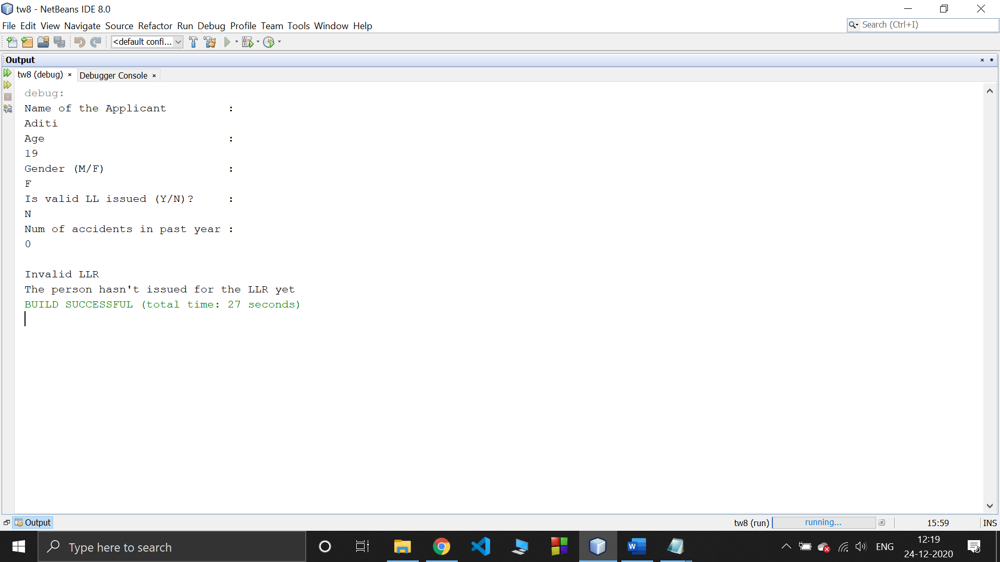 tw8 - NetBeans IDE 8.0
File Edit View Navigate Source Refactor Run Debug Profile Team Tools Window Help
Search (Ctrl+I)
<default confi...
Output
tw8 (debug)
Debugger Console
debug:
Name of the Applicant :
Aditi
Age :
19
Gender (M/F) :
F
Is valid LL issued (Y/N)? :
N
Num of accidents in past year :
0
Invalid LLR
The person hasn't issued for the LLR yet
BUILD SUCCESSFUL (total time: 27 seconds)
Output
tw8 (run)
running...
15:59
INS
Type here to search
W
ENG
12:19
24-12-2020